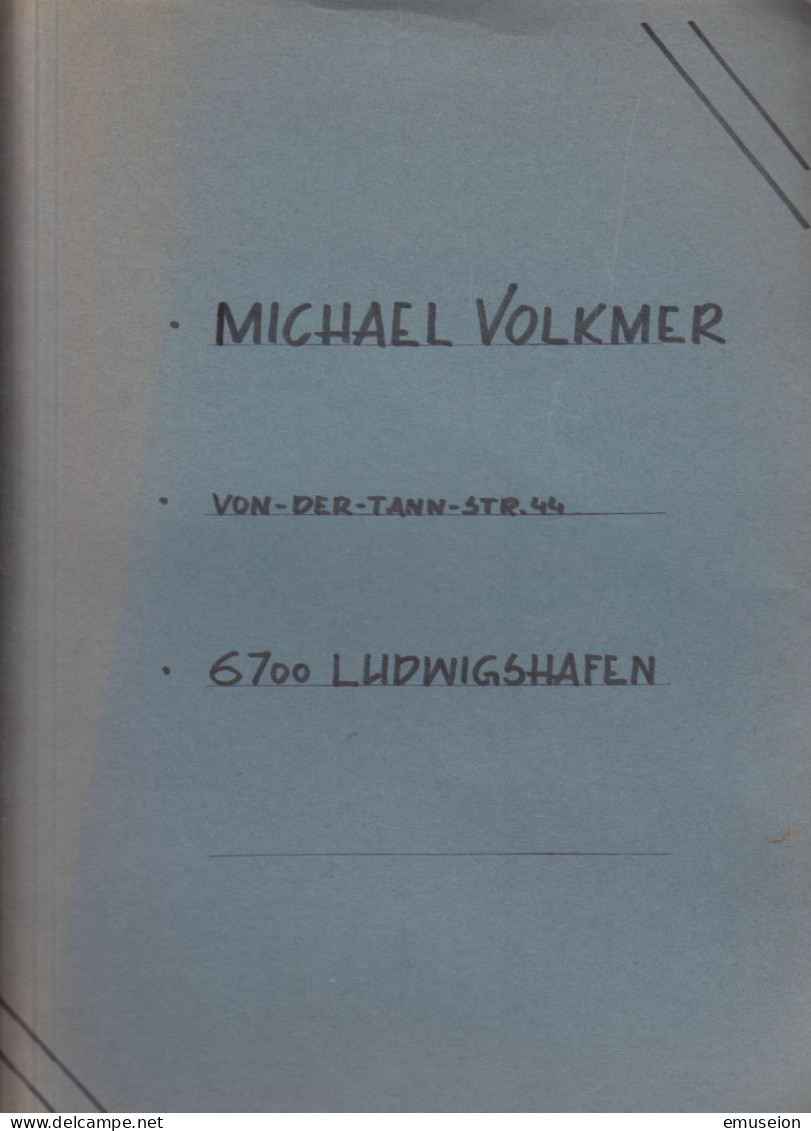 · MICHAEL VOLKMER
· VON-DER-TANN-STR. 44
· 6700 LUDWIGSHAFEN
www.delcampe.net
emuseion